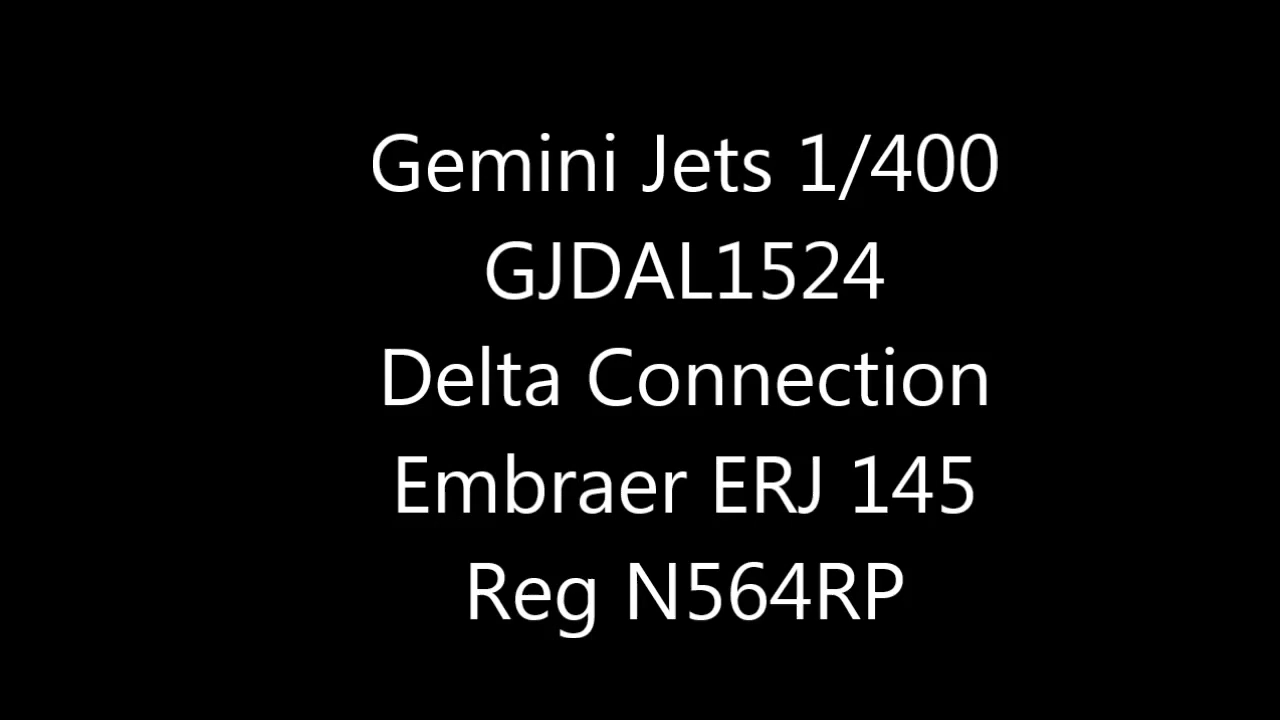 Gemini Jets 1/400
GJDAL1524
Delta Connection
Embraer ERJ 145
Reg N564RP